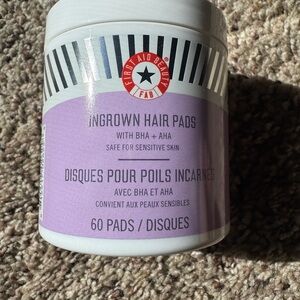 FIRST AID BEAUTY
FAB
INGROWN HAIR PADS
WITH BHA + AHA
SAFE FOR SENSITIVE SKIN
DISQUES POUR POILS INCARNÉS
AVEC BHA ET AHA
CONVIENT AUX PEAUX SENSIBLES
60 PADS / DISQUES